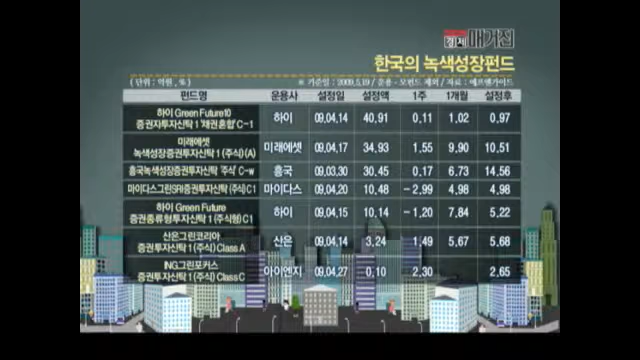 경제 매거진
한국의 녹색성장펀드
( 단위 : 억원 , % )
※ 기준일 : 2009.5.19 / 운용 · 모펀드 제외 / 자료 : 에프앤가이드
펀드명 운용사 설정일 설정액 1주 1개월 설정후
하이 Green Future10
증권자투자신탁 1 '채권혼합' C-1 하이 09.04.14 40.91 0.11 1.02 0.97
미래에셋
녹색성장증권투자신탁 1 (주식) (A) 미래에셋 09.04.17 34.93 1.55 9.90 10.51
흥국녹색성장증권투자신탁 '주식' C-w 흥국 09.03.30 30.45 0.17 6.73 14.56
마이다스그린SRI증권투자신탁 (주식) C1 마이다스 09.04.20 10.48 -2.99 4.98 4.98
하이 Green Future
증권종류형투자신탁 1 (주식형) C1 하이 09.04.15 10.14 -1.20 7.84 5.22
산은그린코리아
증권투자신탁 1 (주식) Class A 산은 09.04.14 3.24 1.49 5.67 5.68
ING그린포커스
증권투자신탁 1 (주식) Class C 아이엔지 09.04.27 0.10 2.30 2.65